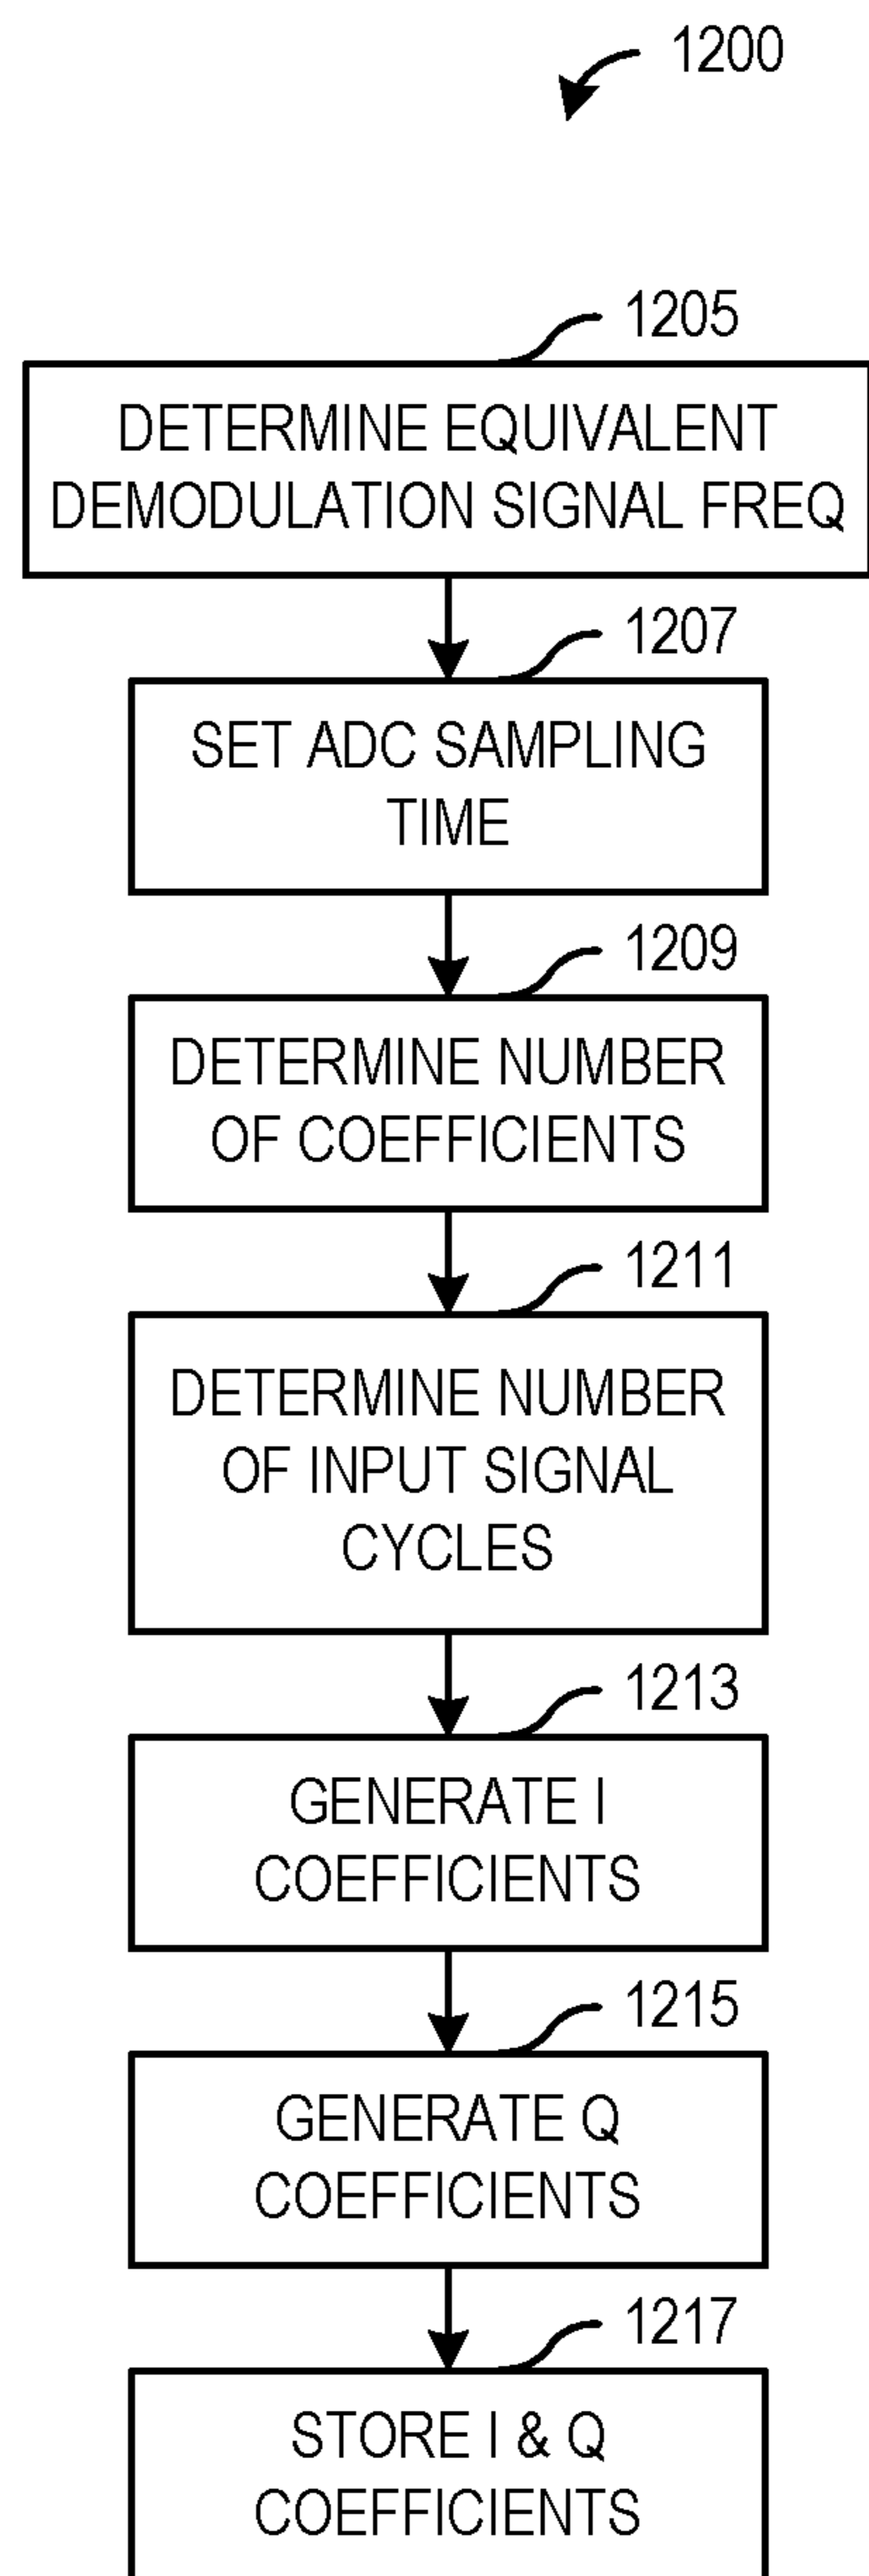 1200
1205
DETERMINE EQUIVALENT
DEMODULATION SIGNAL FREQ
1207
SET ADC SAMPLING
TIME
1209
DETERMINE NUMBER
OF COEFFICIENTS
1211
DETERMINE NUMBER
OF INPUT SIGNAL
CYCLES
1213
GENERATE I
COEFFICIENTS
1215
GENERATE Q
COEFFICIENTS
1217
STORE I & Q
COEFFICIENTS